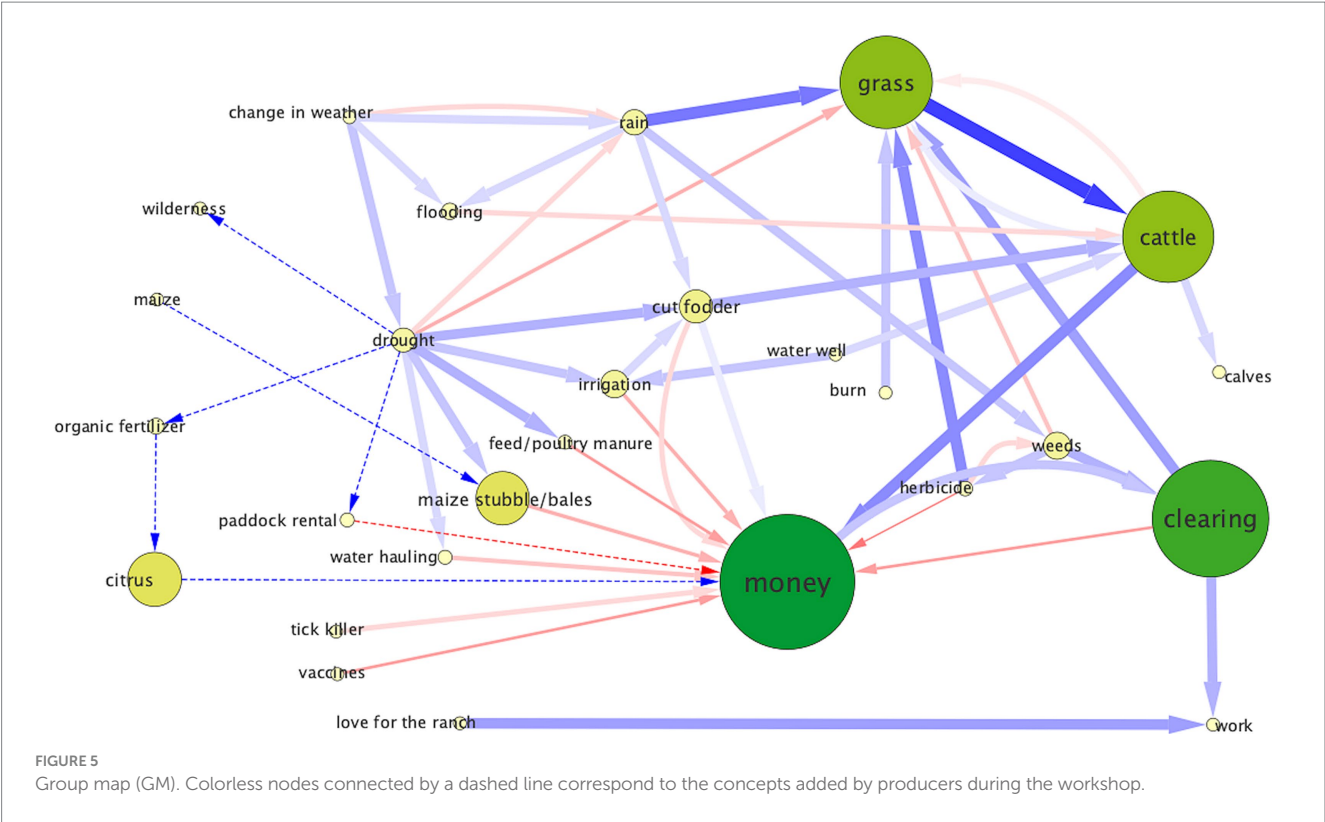 grass
change in weather
rain
wilderness
flooding
cattle
maize
cut fodder
drought
water well
irrigation
burn
calves
organic fertilizer
feed/poultry manure
weeds
herbicide
maize stubble/bales
paddock rental
clearing
water hauling
citrus
money
tick killer
vaccines
love for the ranch
work
FIGURE 5
Group map (GM). Colorless nodes connected by a dashed line correspond to the concepts added by producers during the workshop.